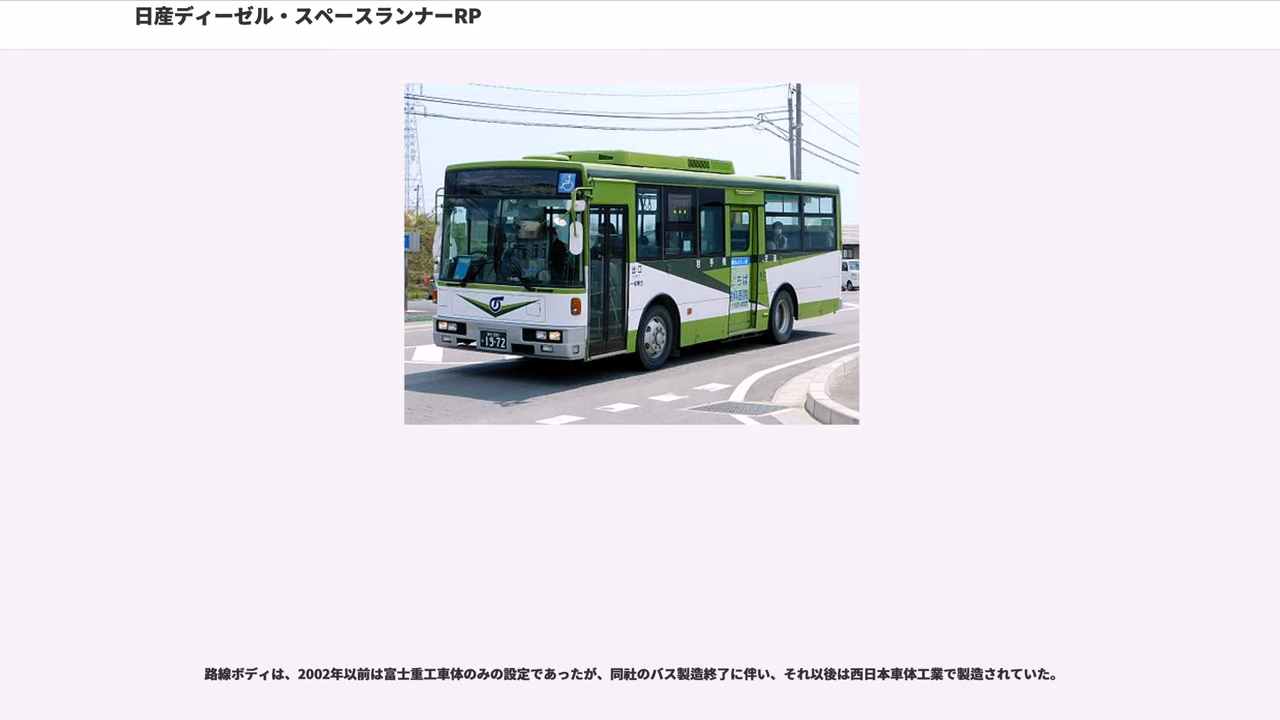 日産ディーゼル・スペースランナーRP
出口
19-72
路線ボディは、2002年以前は富士重工車体のみの設定であったが、同社のバス製造終了に伴い、それ以後は西日本車体工業で製造されていた。